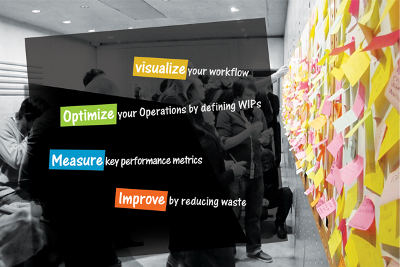 visualize your workflow
Optimize your Operations by defining WIPs
Measure key performance metrics
Improve by reducing waste